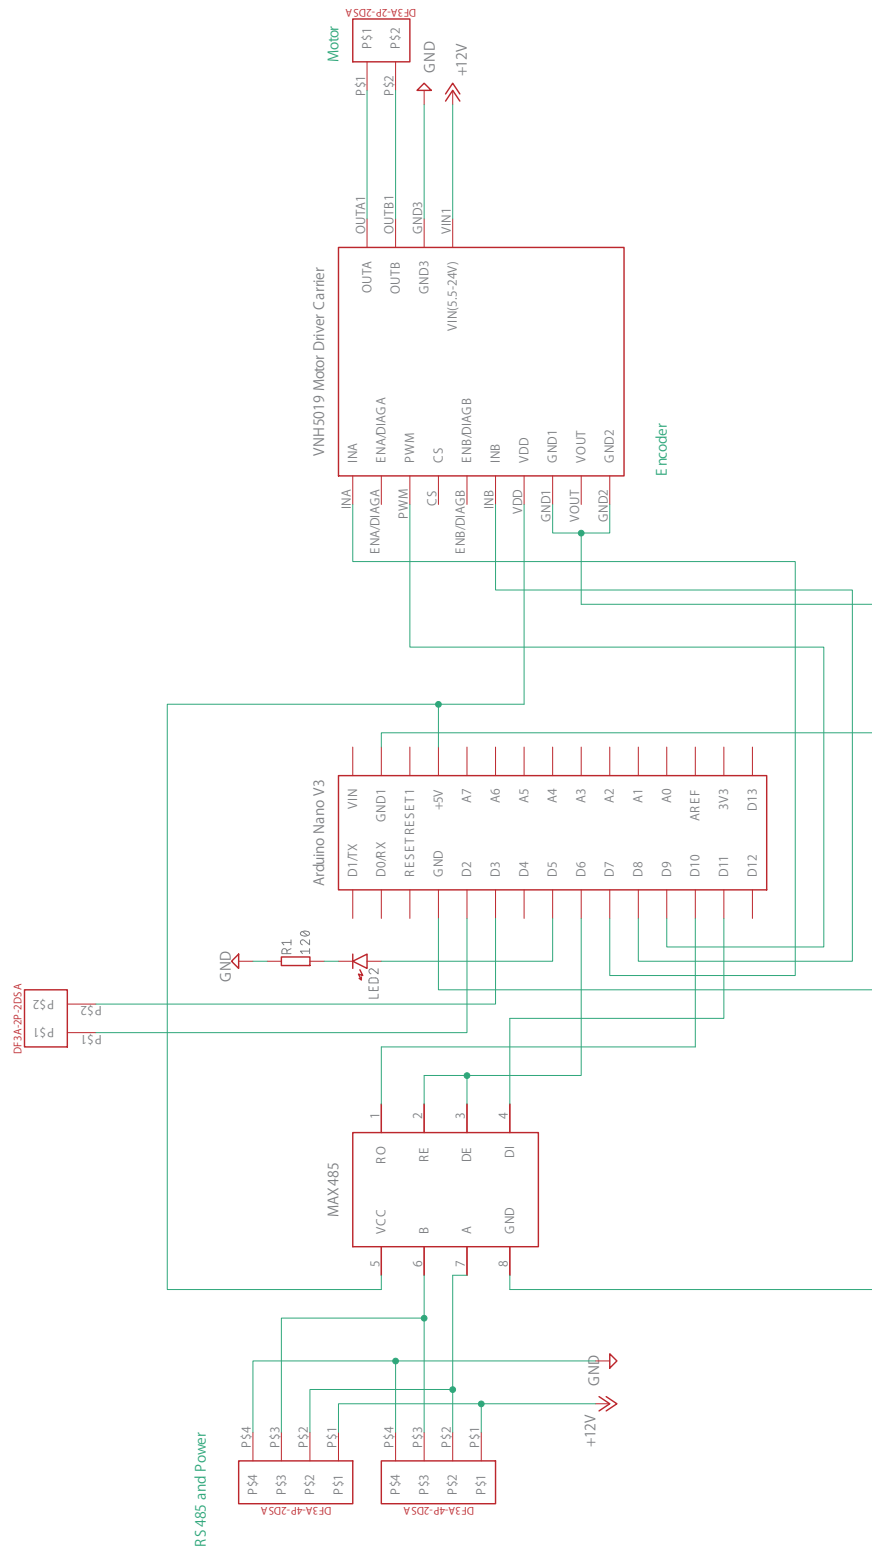 DF3A-2P-2DSA
P$1
P$2
Motor
P$1
P$2
GND
+12V
OUTA1
OUTB1
GND3
VIN1
VNH5019 Motor Driver Carrier
OUTA
OUTB
GND3
VIN(5.5-24V)
INA
ENA/DIAGA
PWM
CS
ENB/DIAGB
INB
VDD
GND1
VOUT
GND2
Encoder
INA
ENA/DIAGA
PWM
CS
ENB/DIAGB
INB
VDD
GND1
VOUT
GND2
Arduino Nano V3
VIN
GND1
RESET1
+5V
A7
A6
A5
A4
A3
A2
A1
A0
AREF
3V3
D13
D1/TX
D0/RX
RESET
GND
D2
D3
D4
D5
D6
D7
D8
D9
D10
D11
D12
GND
R1
120
LED2
DF3A-2P-2DSA
P$1
P$2
P$1
P$2
MAX485
1
2
3
4
RO
RE
DE
DI
VCC
B
A
GND
5
6
7
8
GND
+12V
RS485 and Power
P$4
P$3
P$2
P$1
P$4
P$3
P$2
P$1
DF3A-4P-2DSA
P$4
P$3
P$2
P$1
P$4
P$3
P$2
P$1
DF3A-4P-2DSA